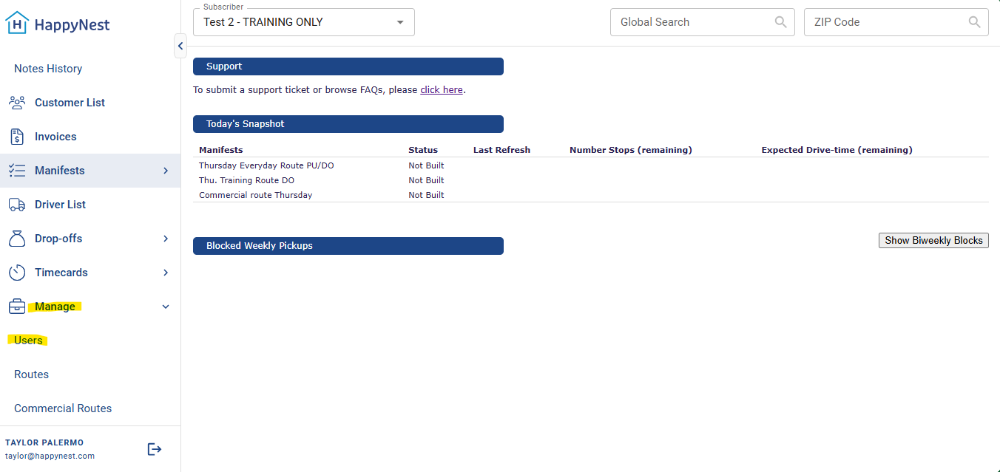 HappyNest
Notes History
Customer List
Invoices
Manifests
Driver List
Drop-offs
Timecards
Manage
Users
Routes
Commercial Routes
TAYLOR PALERMO
taylor@happynest.com
Subscriber
Test 2 - TRAINING ONLY
Global Search
ZIP Code
Support
To submit a support ticket or browse FAQs, please click here.
Today's Snapshot
Manifests Status Last Refresh Number Stops (remaining) Expected Drive-time (remaining)
Thursday Everyday Route PU/DO Not Built
Thu. Training Route DO Not Built
Commercial route Thursday Not Built
Blocked Weekly Pickups
Show Biweekly Blocks